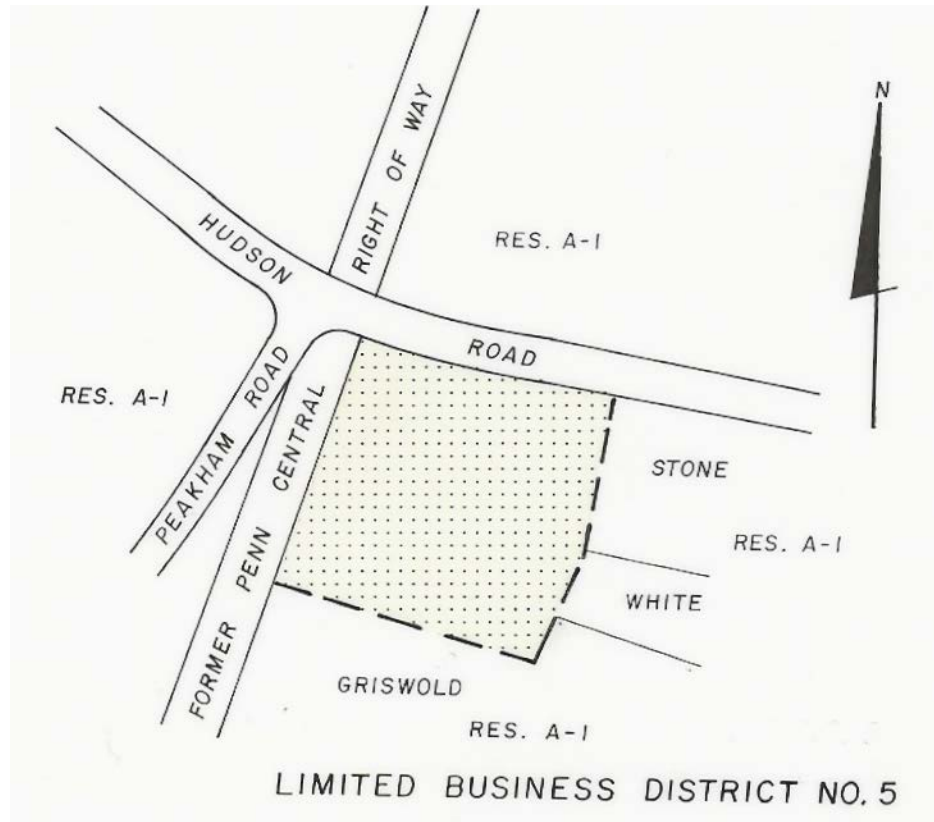 N
HUDSON
RIGHT OF WAY
RES. A-1
ROAD
RES. A-1
PEAKHAM ROAD
FORMER PENN CENTRAL
STONE
RES. A-1
WHITE
GRISWOLD
RES. A-1
LIMITED BUSINESS DISTRICT NO. 5